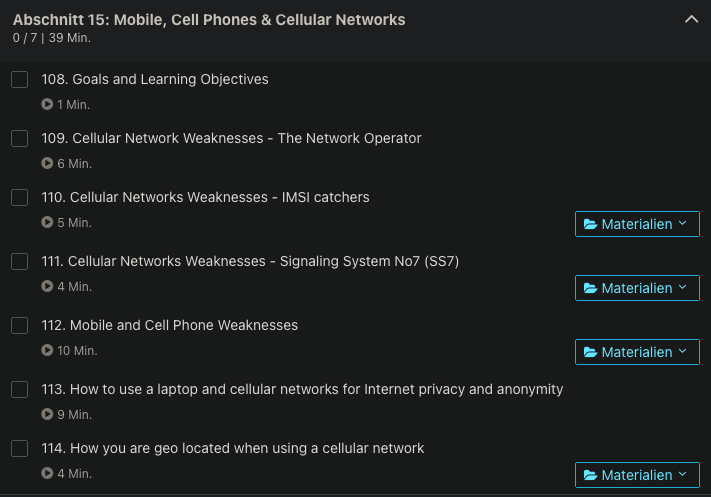 Abschnitt 15: Mobile, Cell Phones & Cellular Networks
0 / 7 | 39 Min.
108. Goals and Learning Objectives
1 Min.
109. Cellular Network Weaknesses - The Network Operator
6 Min.
110. Cellular Networks Weaknesses - IMSI catchers
5 Min.
Materialien
111. Cellular Networks Weaknesses - Signaling System No7 (SS7)
4 Min.
Materialien
112. Mobile and Cell Phone Weaknesses
10 Min.
Materialien
113. How to use a laptop and cellular networks for Internet privacy and anonymity
9 Min.
114. How you are geo located when using a cellular network
4 Min.
Materialien